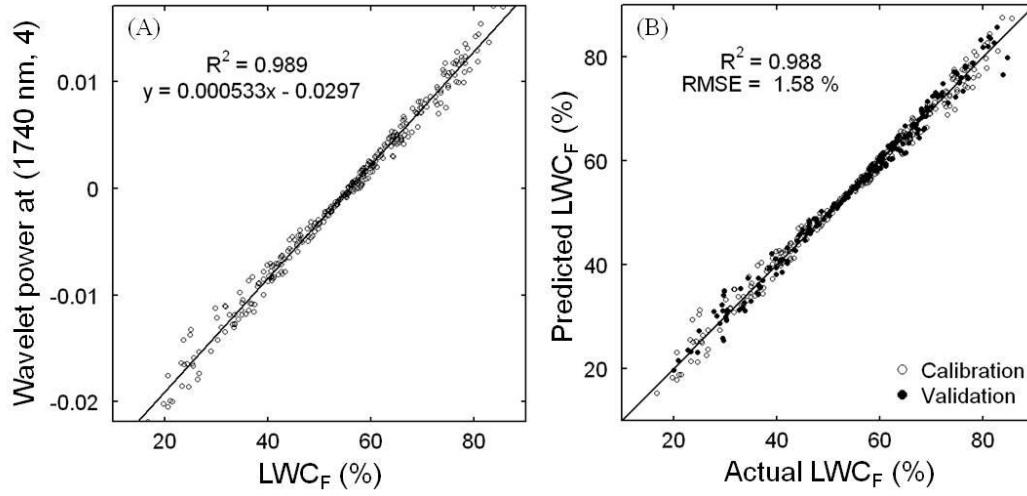 (A)
R² = 0.989
y = 0.000533x - 0.0297
Wavelet power at (1740 nm, 4)
0.01
0
-0.01
-0.02
20 40 60 80
LWC_F (%)
(B)
R² = 0.988
RMSE = 1.58 %
Predicted LWC_F (%)
80
60
40
20
Calibration
Validation
20 40 60 80
Actual LWC_F (%)